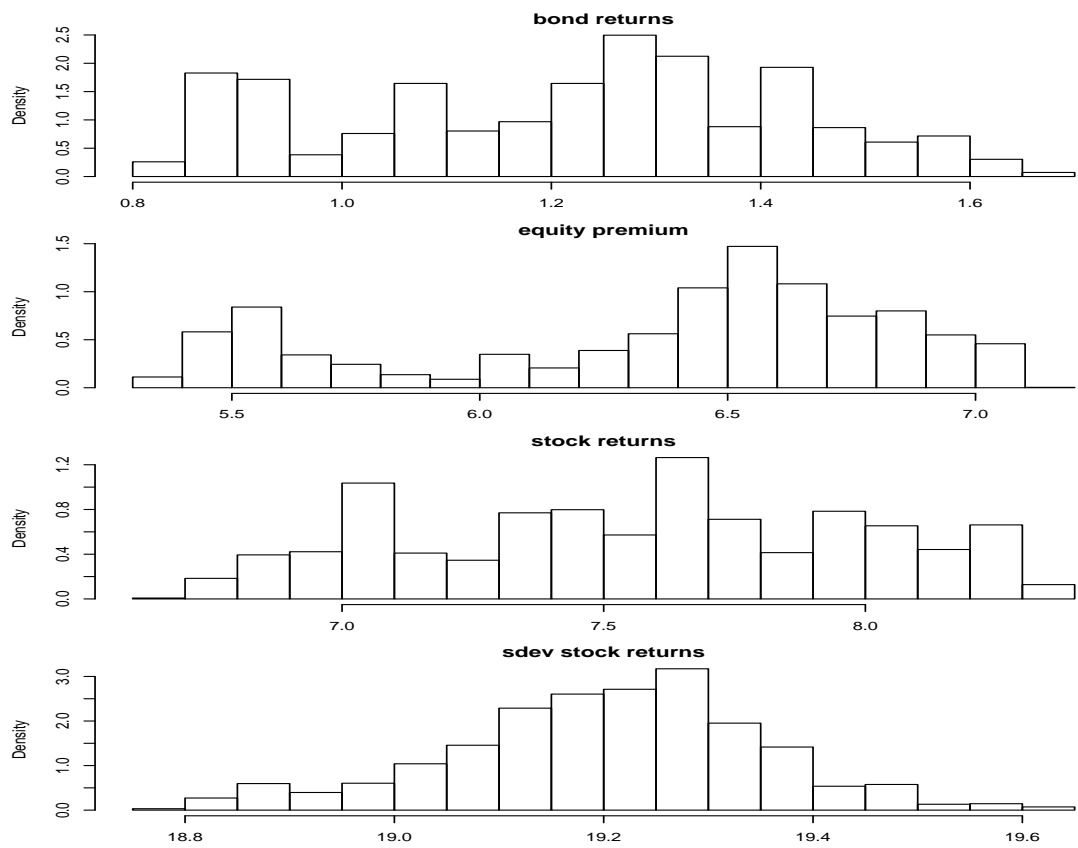 bond returns
Density
0.0 0.5 1.0 1.5 2.0 2.5
0.8 1.0 1.2 1.4 1.6
equity premium
Density
0.0 0.5 1.0 1.5
5.5 6.0 6.5 7.0
stock returns
Density
0.0 0.4 0.8 1.2
7.0 7.5 8.0
sdev stock returns
Density
0.0 1.0 2.0 3.0
18.8 19.0 19.2 19.4 19.6